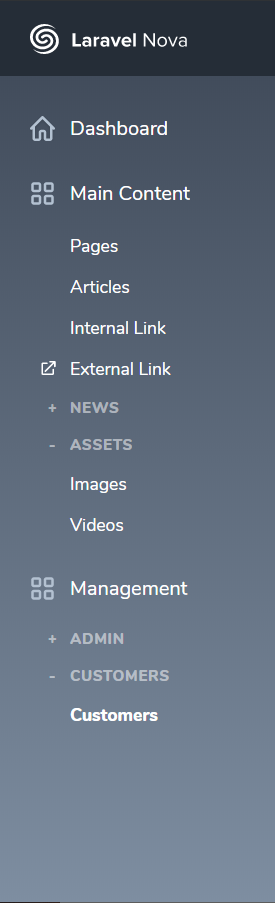 Laravel Nova
Dashboard
Main Content
Pages
Articles
Internal Link
External Link
+ NEWS
- ASSETS
Images
Videos
Management
+ ADMIN
- CUSTOMERS
Customers